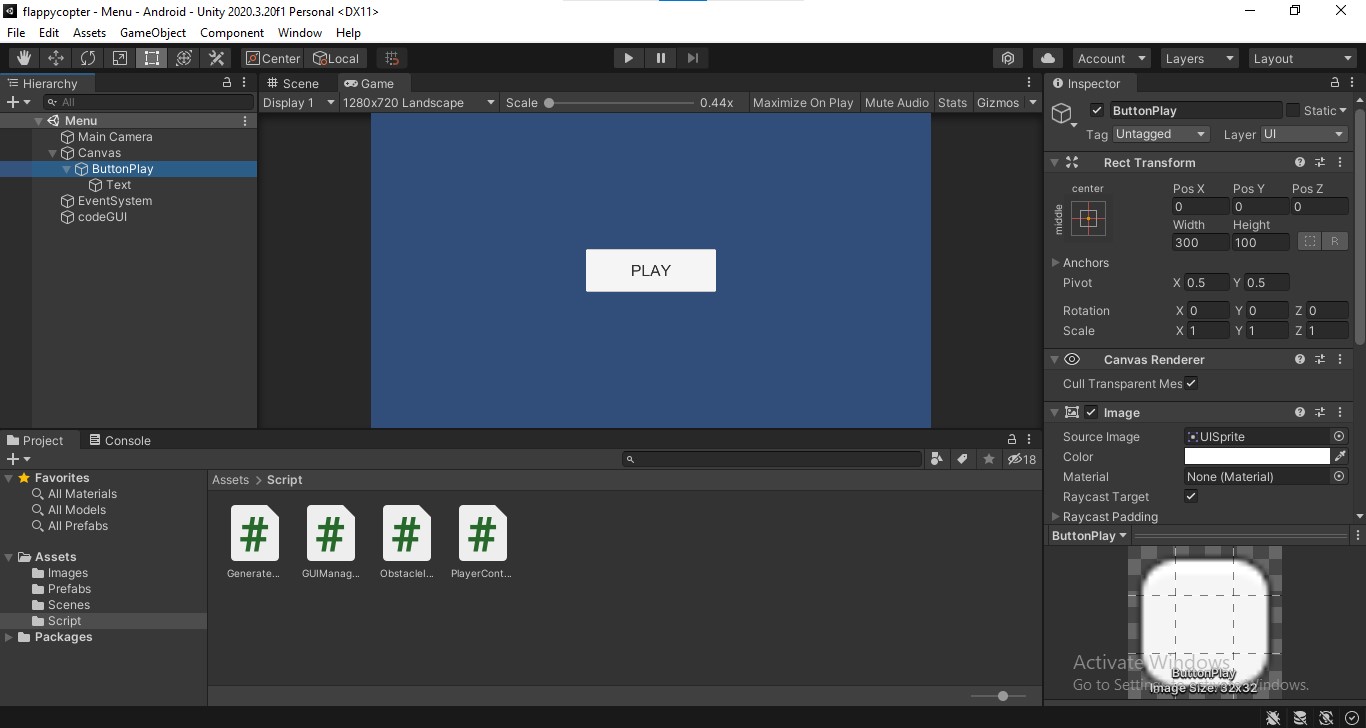 flappycopter - Menu - Android - Unity 2020.3.20f1 Personal <DX11>
File Edit Assets GameObject Component Window Help
Center Local Account Layers Layout
Hierarchy
All
Menu
Main Camera
Canvas
ButtonPlay
Text
EventSystem
codeGUI
Scene Game
Display 1 1280x720 Landscape Scale 0.44x Maximize On Play Mute Audio Stats Gizmos
PLAY
Inspector
ButtonPlay Static
Tag Untagged Layer UI
Rect Transform
center
middle
Pos X Pos Y Pos Z
0 0 0
Width Height
300 100 R
Anchors
Pivot X 0.5 Y 0.5
Rotation X 0 Y 0 Z 0
Scale X 1 Y 1 Z 1
Canvas Renderer
Cull Transparent Mes
Image
Source Image UISprite
Color
Material None (Material)
Raycast Target
Raycast Padding
ButtonPlay
ButtonPlay
Image Size: 32x32
Project Console
18
Favorites
All Materials
All Models
All Prefabs
Assets
Images
Prefabs
Scenes
Script
Packages
Assets > Script
# # # #
Generate... GUIManag... ObstacleI... PlayerCont...
Activate Windows
Go to Settings to activate Windows.